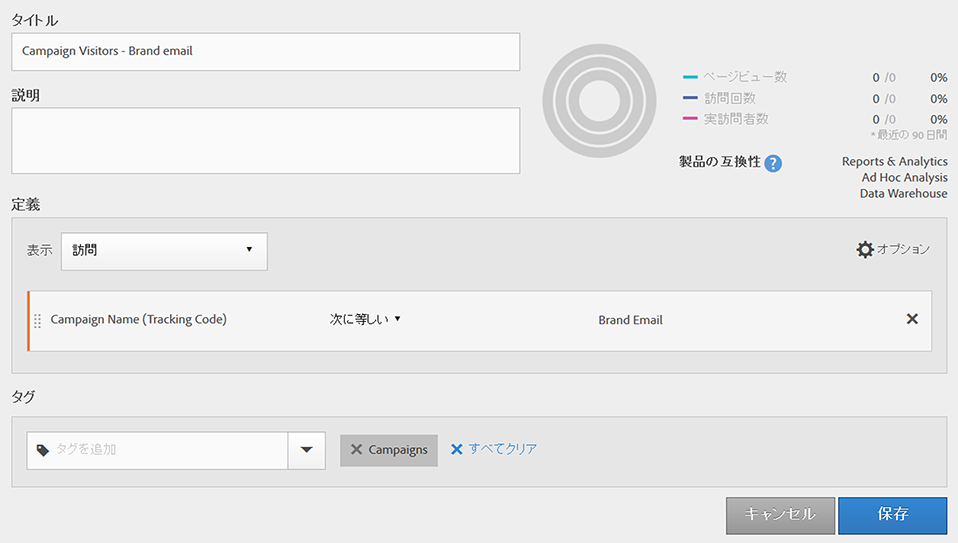 タイトル
Campaign Visitors - Brand email
説明
ページビュー数 0 /0 0%
訪問回数 0 /0 0%
実訪問者数 0 /0 0%
*最近の 90 日間
製品の互換性 ? Reports & Analytics
Ad Hoc Analysis
Data Warehouse
定義
表示 訪問 オプション
Campaign Name (Tracking Code) 次に等しい Brand Email
タグ
タグを追加 Campaigns すべてクリア
キャンセル 保存